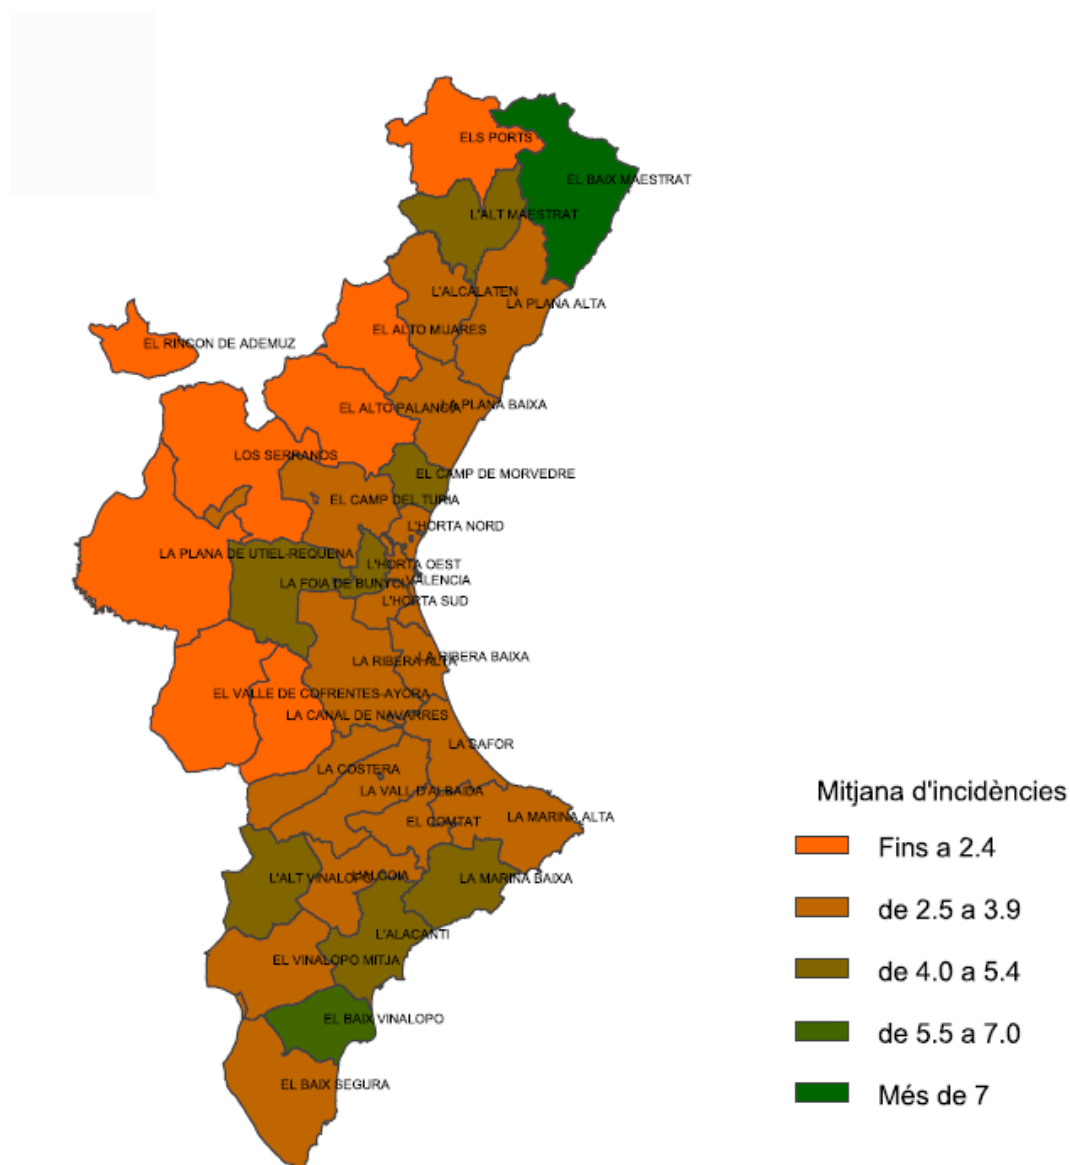 ELS PORTS
EL BAIX MAESTRAT
L'ALT MAESTRAT
L'ALCALATEN
LA PLANA ALTA
EL ALTO MIJARES
EL RINCON DE ADEMUZ
EL ALTO PALANCIA
LA PLANA BAIXA
LOS SERRANOS
EL CAMP DE MORVEDRE
EL CAMP DEL TURIA
L'HORTA NORD
LA PLANA DE UTIEL-REQUENA
L'HORTA OEST
LA FOIA DE BUNYOL
VALENCIA
L'HORTA SUD
LA RIBERA BAIXA
LA RIBERA ALTA
EL VALLE DE COFRENTES-AYORA
LA CANAL DE NAVARRES
LA SAFOR
LA COSTERA
LA VALL D'ALBAIDA
LA MARINA ALTA
EL COMTAT
L'ALT VINALOPO
L'ALCOIA
LA MARINA BAIXA
L'ALACANTI
EL VINALOPO MITJA
EL BAIX VINALOPO
EL BAIX SEGURA
Mitjana d'incidències
Fins a 2.4
de 2.5 a 3.9
de 4.0 a 5.4
de 5.5 a 7.0
Més de 7